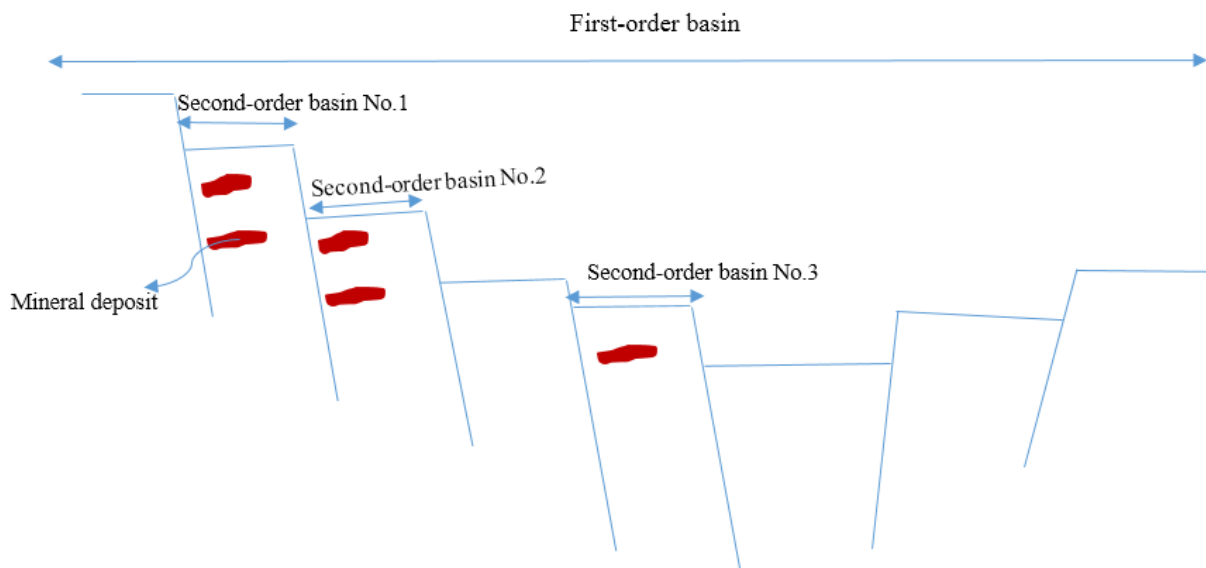 First-order basin
Second-order basin No.1
Second-order basin No.2
Second-order basin No.3
Mineral deposit